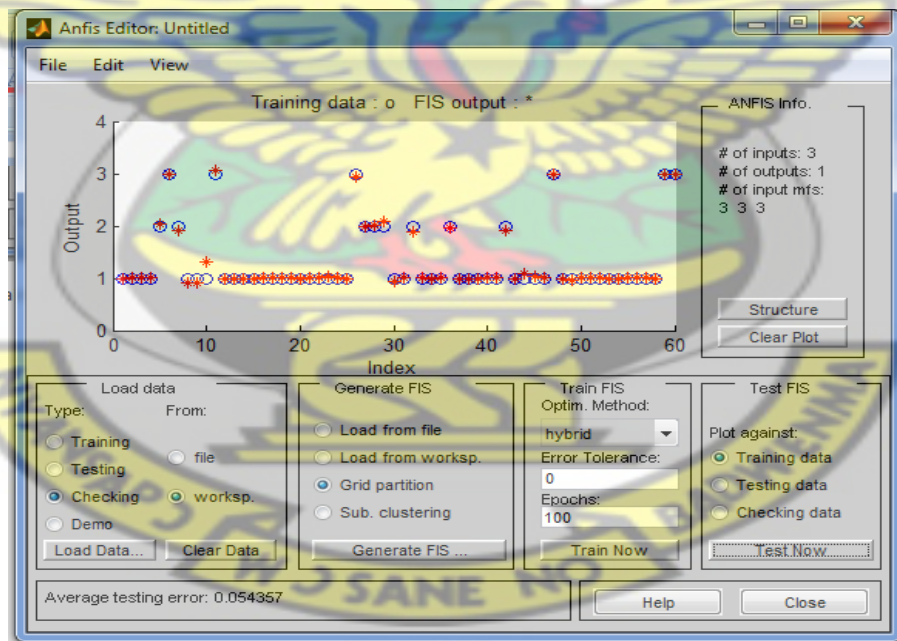 Anfis Editor: Untitled
File Edit View
Training data : o FIS output : *
ANFIS Info.
4
3
2
1
0
Output
0 10 20 30 40 50 60
Index
# of inputs: 3
# of outputs: 1
# of input mfs:
3 3 3
Structure
Clear Plot
Load data
Type: From:
Training
Testing
Checking
Demo
file
worksp.
Load Data...
Clear Data
Generate FIS
Load from file
Load from worksp.
Grid partition
Sub. clustering
Generate FIS ...
Train FIS
Optim. Method:
hybrid
Error Tolerance:
0
Epochs:
100
Train Now
Test FIS
Plot against:
Training data
Testing data
Checking data
Test Now
Average testing error: 0.054357
Help
Close
SANE NO